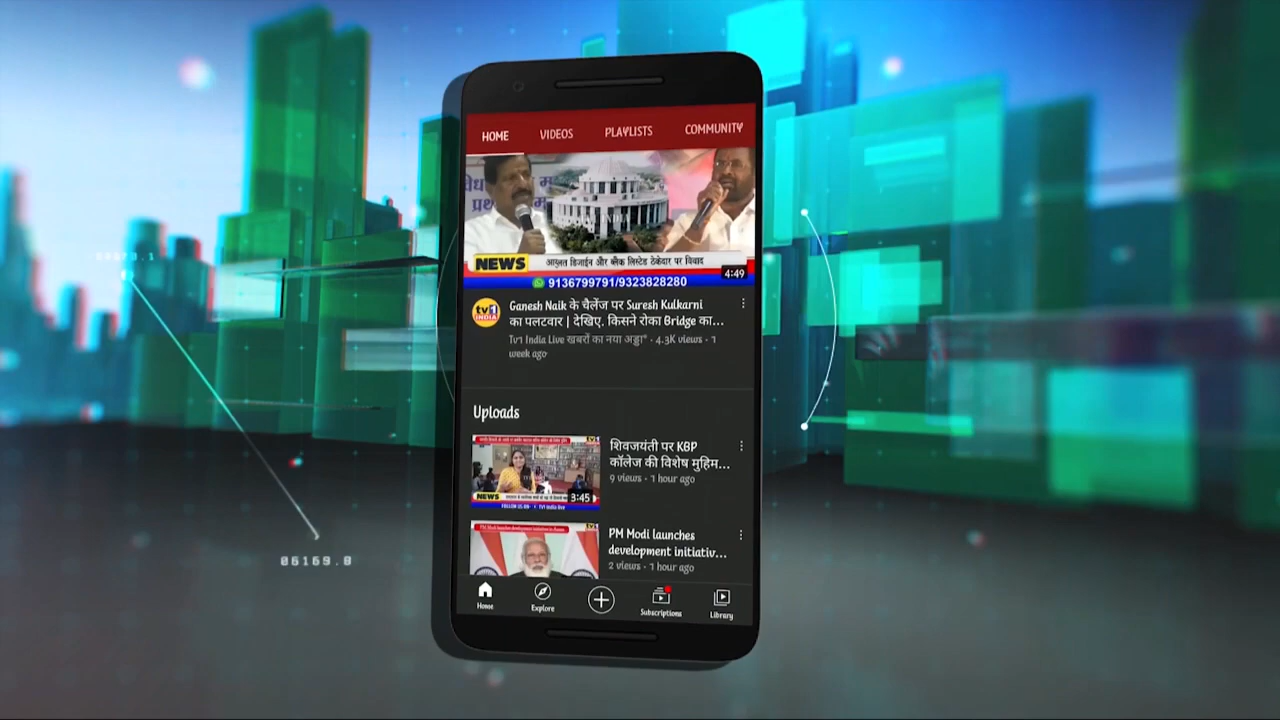 HOME VIDEOS PLAYLISTS COMMUNITY
NEWS
4:49
9136799791/9323828280
tv1
INDIA
Ganesh Naik के चैलेंज पर Suresh Kulkarni
का पलटवार | देखिए, किसने रोका Bridge का...
Tv1 India Live खबरों का नया अड्डा" · 4.3K views · 1
week ago
Uploads
शिवजयंती पर KBP
कॉलेज की विशेष मुहिम...
9 views · 1 hour ago
NEWS
3:45
PM Modi launches
development initiativ...
2 views · 1 hour ago
Home Explore Subscriptions Library
06169.8